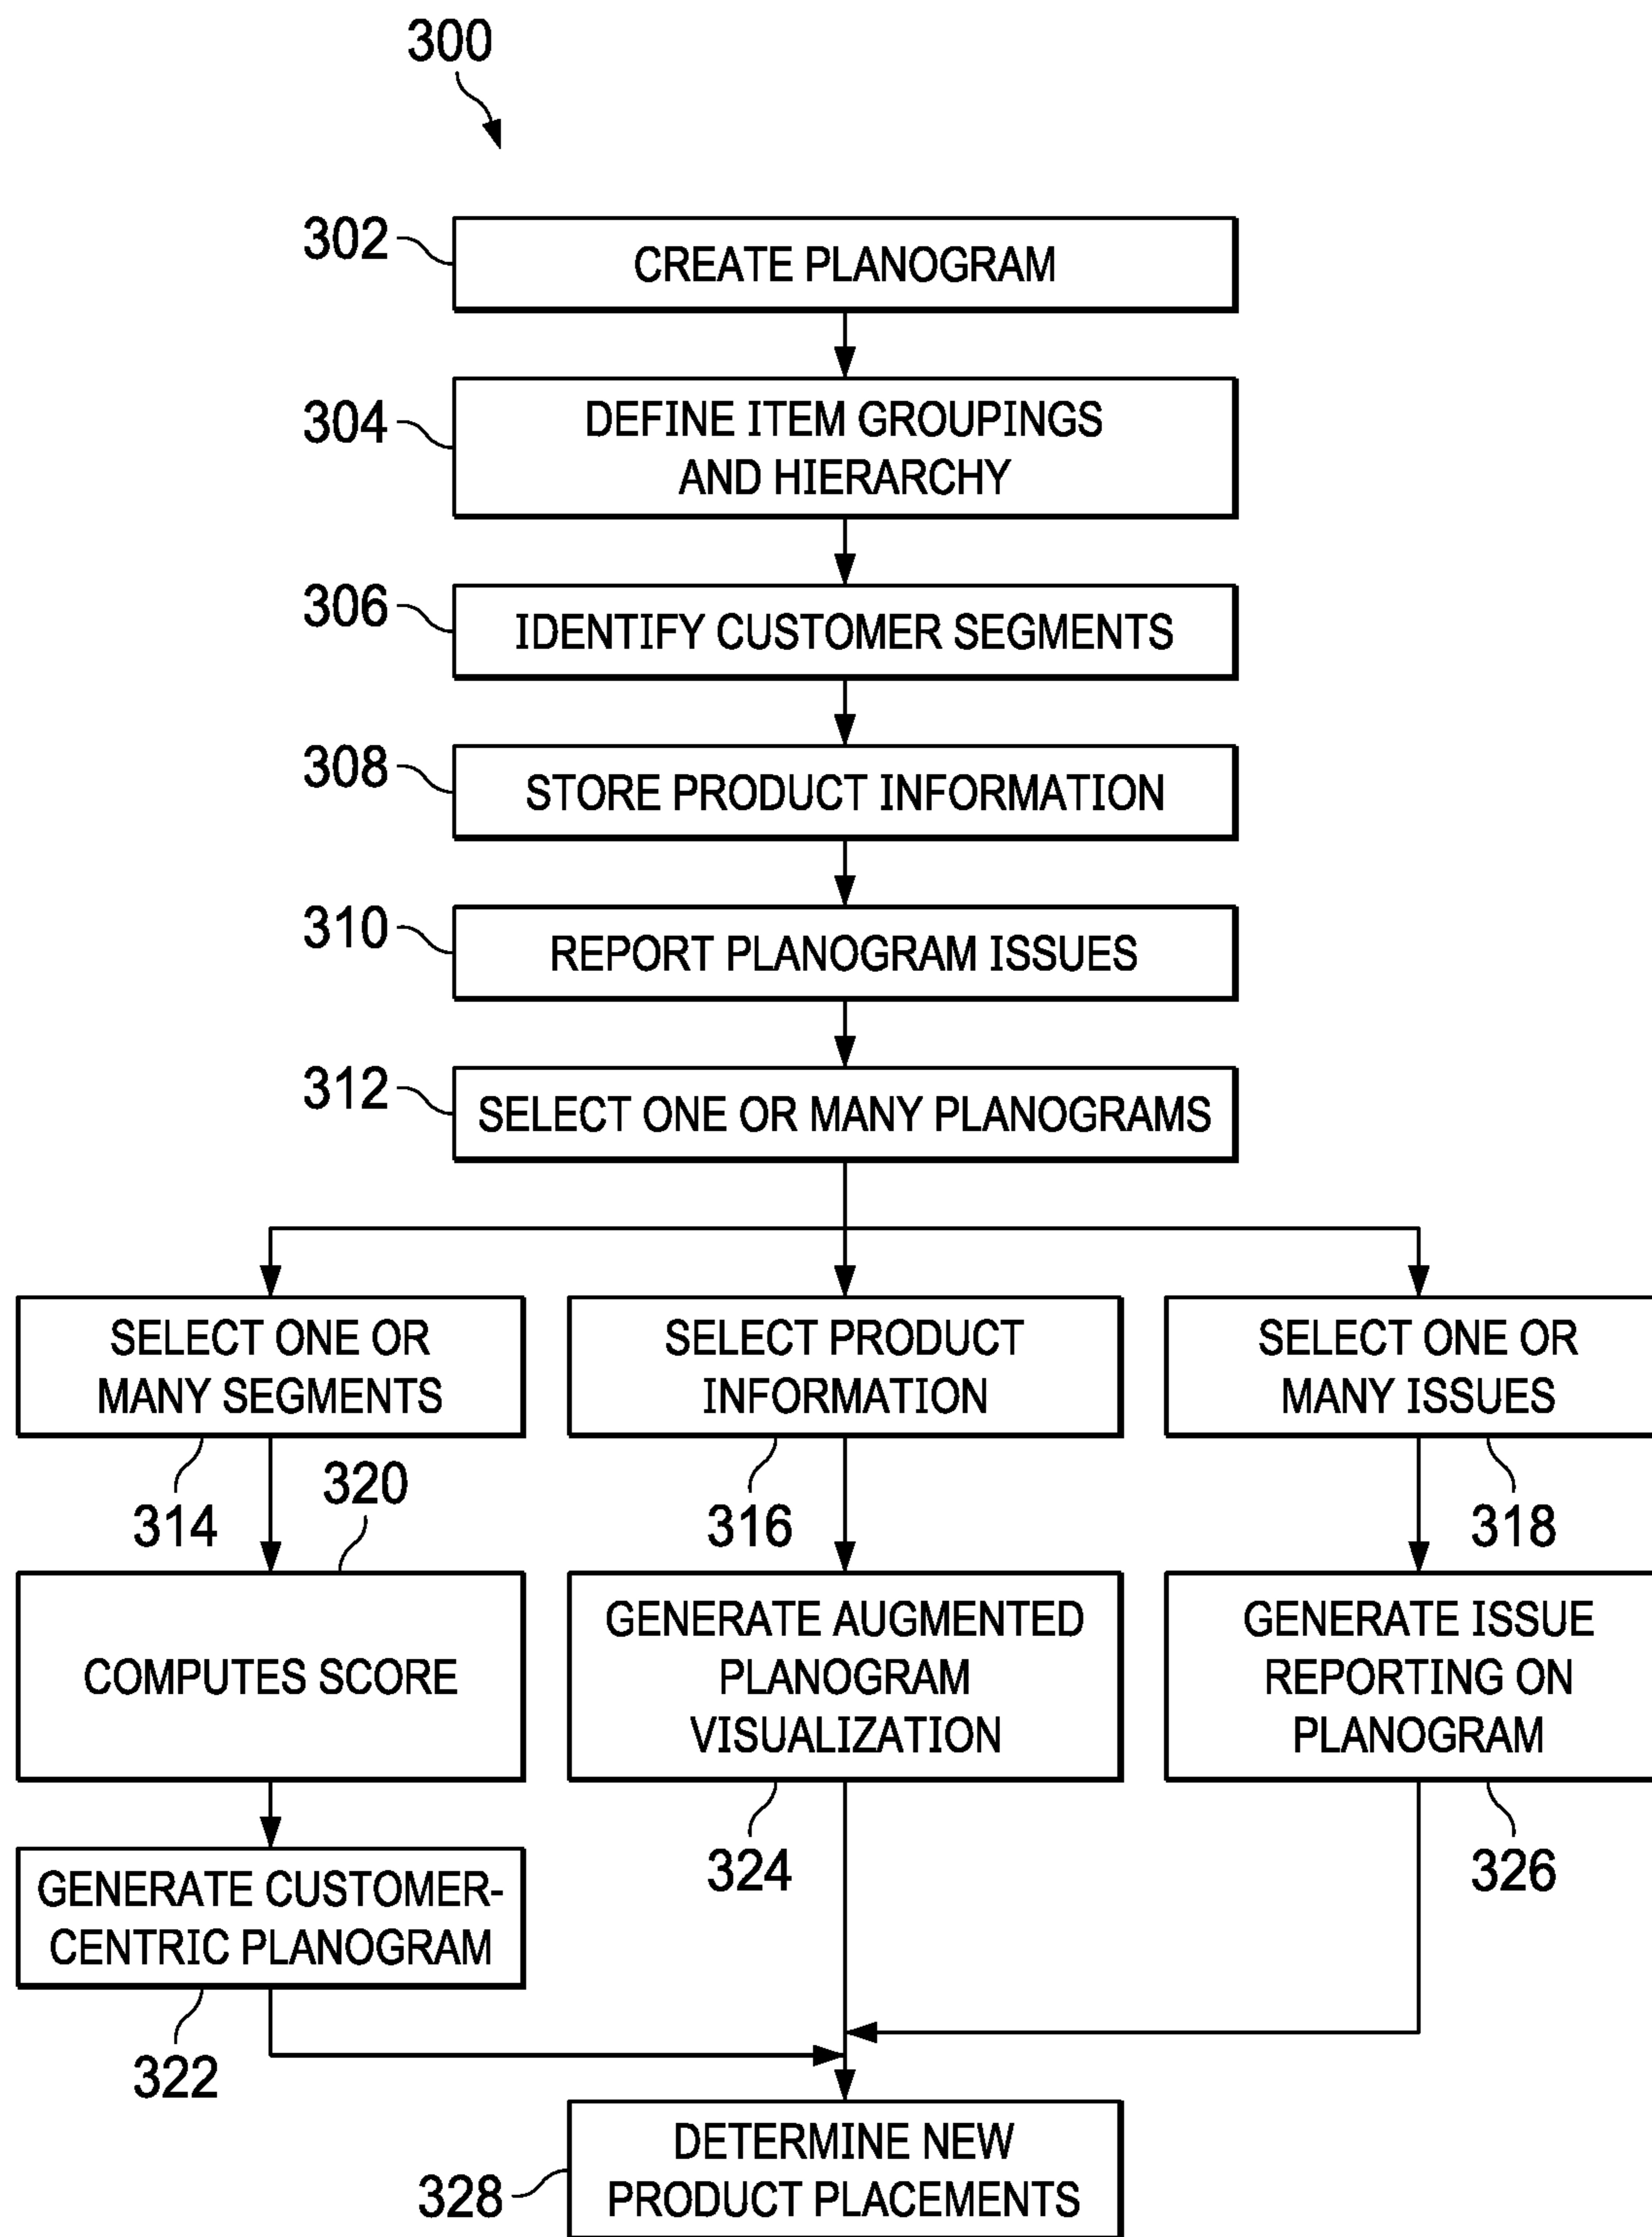 300
302
CREATE PLANOGRAM
304
DEFINE ITEM GROUPINGS
AND HIERARCHY
306
IDENTIFY CUSTOMER SEGMENTS
308
STORE PRODUCT INFORMATION
310
REPORT PLANOGRAM ISSUES
312
SELECT ONE OR MANY PLANOGRAMS
SELECT ONE OR
MANY SEGMENTS
314
SELECT PRODUCT
INFORMATION
316
SELECT ONE OR
MANY ISSUES
318
320
COMPUTES SCORE
GENERATE AUGMENTED
PLANOGRAM
VISUALIZATION
324
GENERATE ISSUE
REPORTING ON
PLANOGRAM
326
GENERATE CUSTOMER-
CENTRIC PLANOGRAM
322
DETERMINE NEW
PRODUCT PLACEMENTS
328